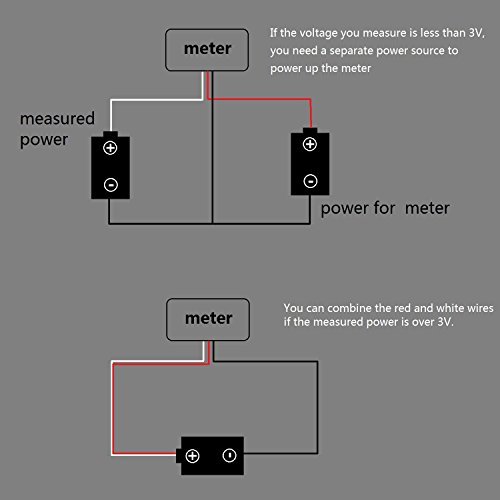 meter
If the voltage you measure is less than 3V,
you need a separate power source to
power up the meter
measured
power
+
-
+
-
power for meter
meter
You can combine the red and white wires
if the measured power is over 3V.
+
-